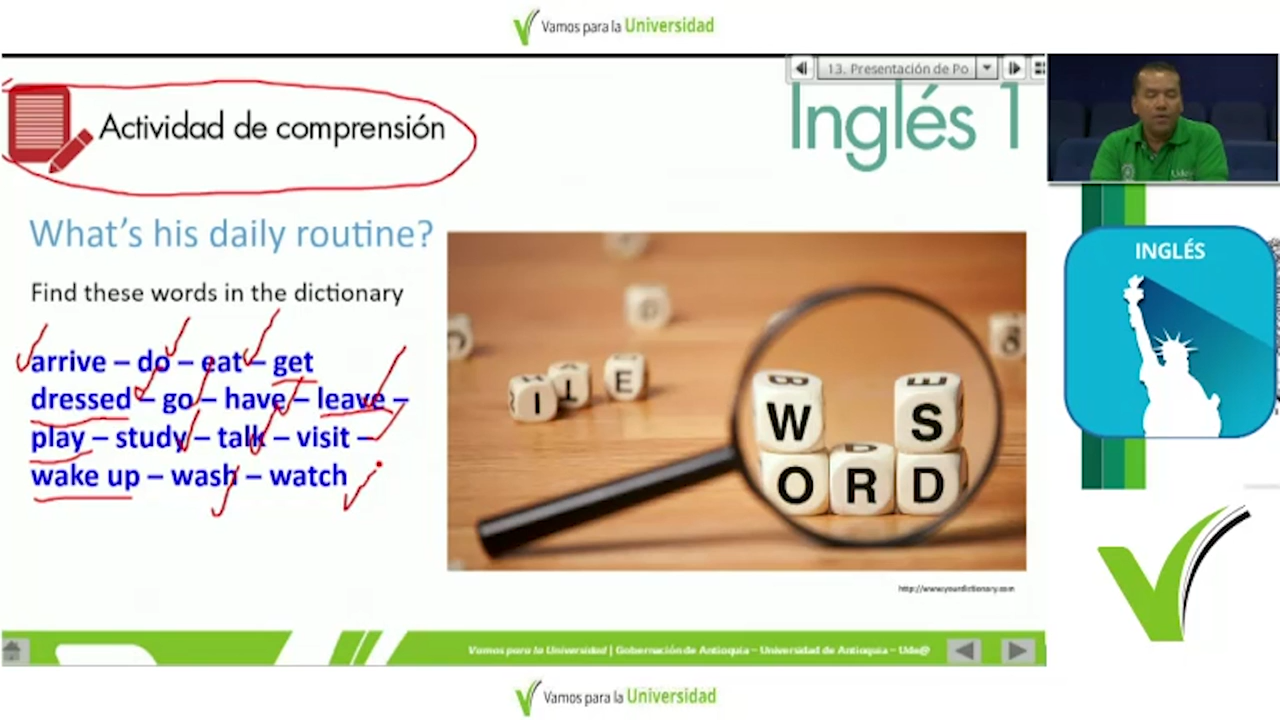 Vamos para la Universidad
13. Presentación de Po
Actividad de comprensión
Inglés 1
What's his daily routine?
Find these words in the dictionary
arrive – do – eat – get
dressed – go – have – leave –
play – study – talk – visit –
wake up – wash – watch
I T E
W S
O R D
INGLÉS
http://www.yourdictionary.com
Vamos para la Universidad | Gobernación de Antioquia – Universidad de Antioquia – Ude@
Vamos para la Universidad